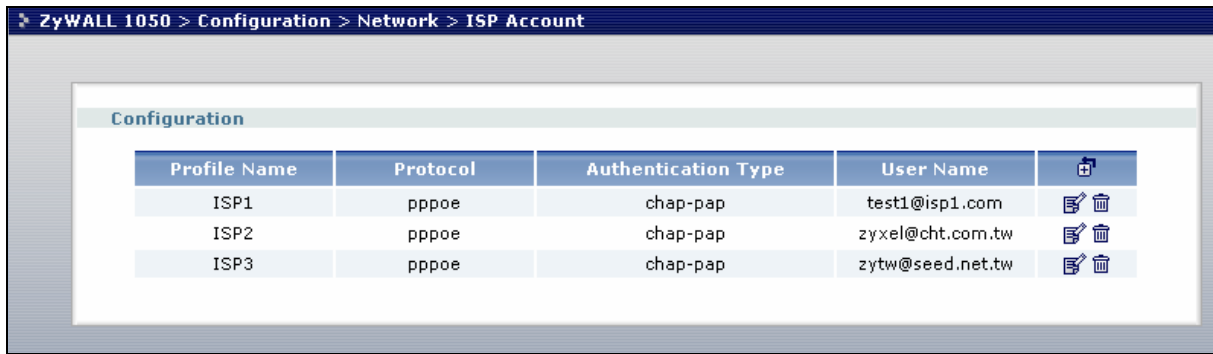 ZyWALL 1050 > Configuration > Network > ISP Account
Configuration
Profile Name Protocol Authentication Type User Name
ISP1 pppoe chap-pap test1@isp1.com
ISP2 pppoe chap-pap zyxel@cht.com.tw
ISP3 pppoe chap-pap zytw@seed.net.tw